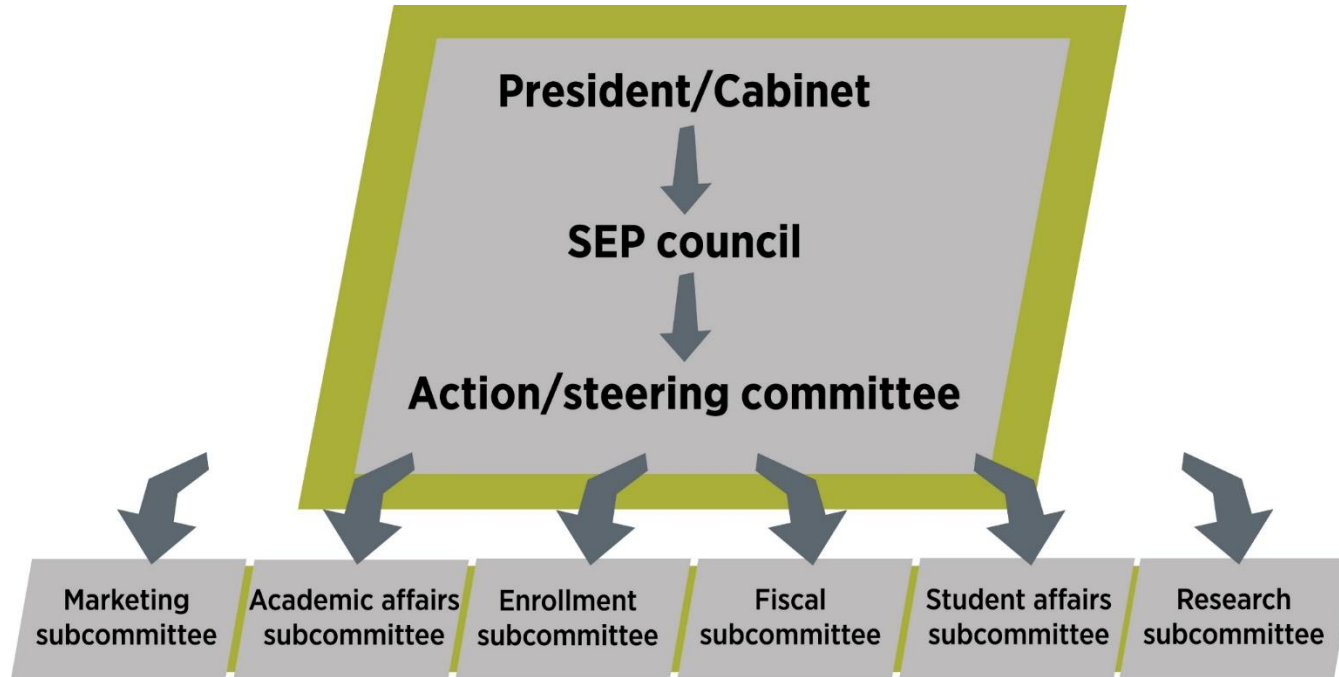 President/Cabinet
SEP council
Action/steering committee
Marketing
subcommittee
Academic affairs
subcommittee
Enrollment
subcommittee
Fiscal
subcommittee
Student affairs
subcommittee
Research
subcommittee